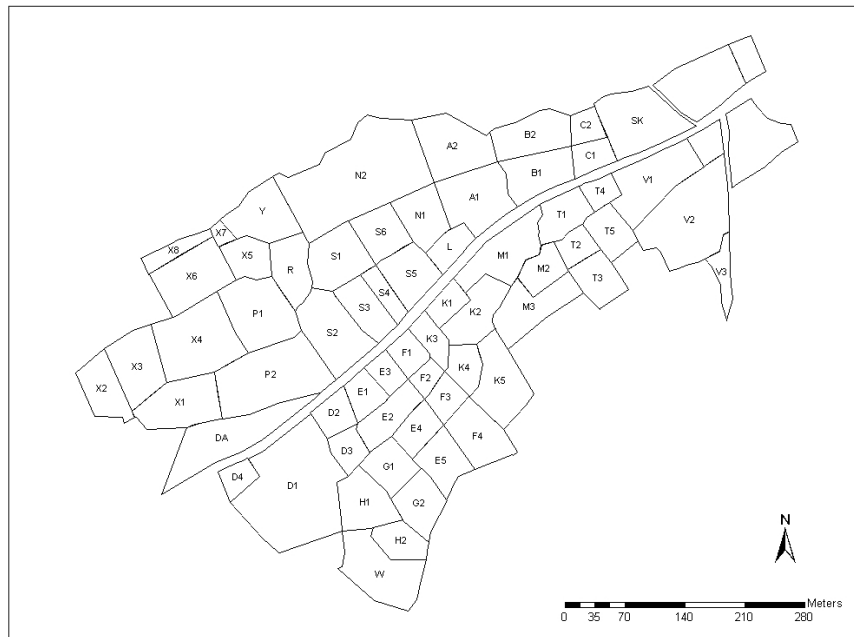 SK
C2
B2
C1
A2
B1
N2
V1
T4
A1
Y
T1
N1
V2
X7
S6
T5
X8
L
T2
X5
S1
M1
R
M2
V3
X6
S5
T3
S4
K1
M3
S3
K2
P1
S2
K3
X4
F1
X3
K4
E3
P2
F2
K5
X2
E1
F3
X1
D2
E2
E4
F4
DA
D3
E5
G1
D4
D1
G2
H1
H2
W
N
Meters
0 35 70 140 210 280